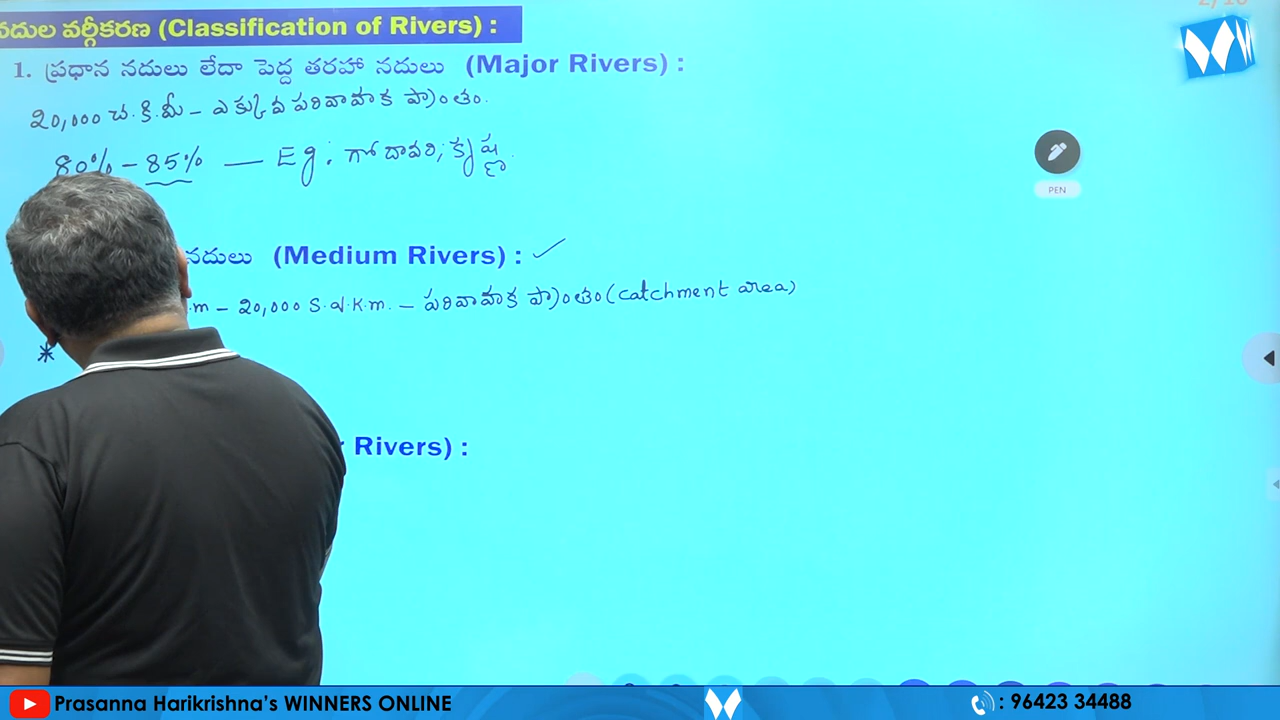 నదుల వర్గీకరణ (Classification of Rivers) :
1. ప్రధాన నదులు లేదా పెద్ద తరహా నదులు (Major Rivers) :
20,000 చ.కి.మీ – ఎక్కువ పరివాహక ప్రాంతం.
80% – 85% — Eg: గోదావరి, కృష్ణ.
నదులు (Medium Rivers) :
.m – 20,000 S.q.K.m. – పరివాహక ప్రాంతం (catchment area)
*
Rivers) :
PEN
Prasanna Harikrishna's WINNERS ONLINE
: 96423 34488